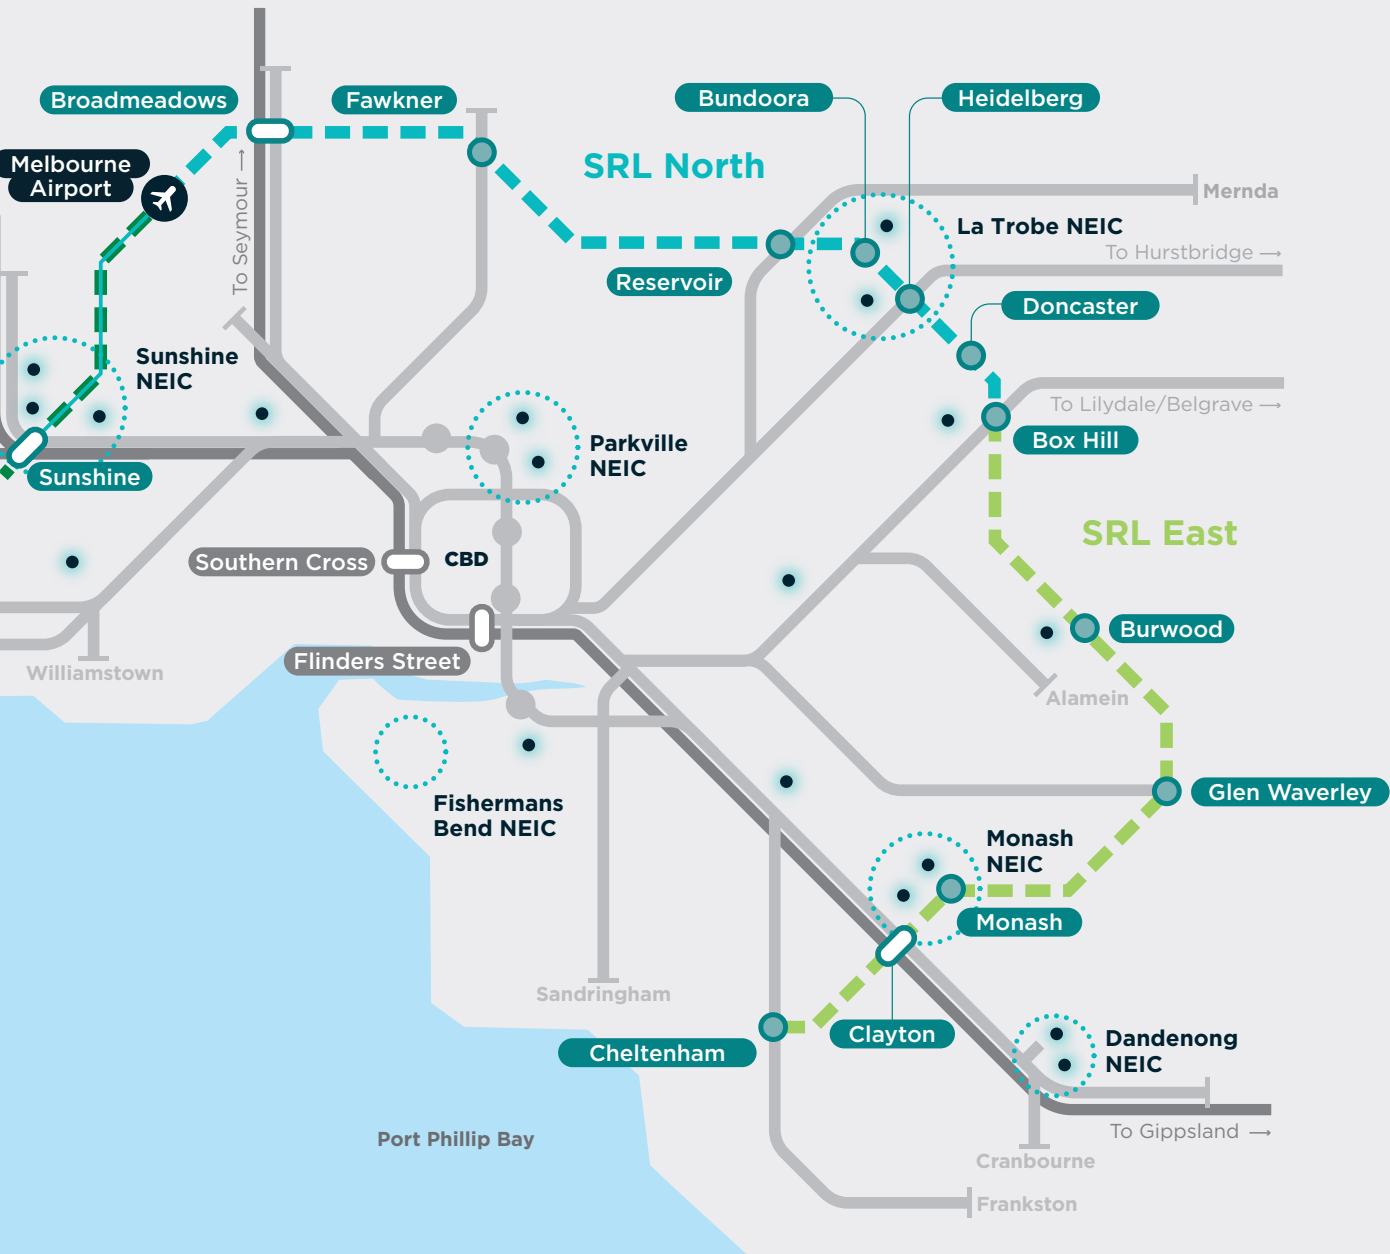 Bundoora
Heidelberg
Broadmeadows
Fawkner
Melbourne
Airport
SRL North
To Seymour →
Mernda
La Trobe NEIC
To Hurstbridge →
Reservoir
Doncaster
Sunshine
NEIC
To Lilydale/Belgrave →
Parkville
NEIC
Box Hill
Sunshine
SRL East
Southern Cross
CBD
Burwood
Flinders Street
Williamstown
Alamein
Glen Waverley
Fishermans
Bend NEIC
Monash
NEIC
Monash
Sandringham
Clayton
Cheltenham
Dandenong
NEIC
Port Phillip Bay
To Gippsland →
Cranbourne
Frankston